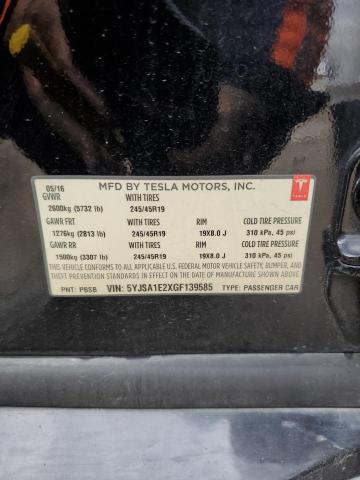 05/16 MFD BY TESLA MOTORS, INC.
GVWR WITH TIRES
2600kg (5732 lb) 245/45R19
GAWR FRT WITH TIRES RIM COLD TIRE PRESSURE
1276kg (2813 lb) 245/45R19 19X8.0 J 310 kPa, 45 psi
GAWR RR WITH TIRES RIM COLD TIRE PRESSURE
1500kg (3307 lb) 245/45R19 19X8.0 J 310 kPa, 45 psi
THIS VEHICLE CONFORMS TO ALL APPLICABLE U.S. FEDERAL MOTOR VEHICLE SAFETY, BUMPER,
AND THEFT PREVENTION STANDARDS IN EFFECT ON THE DATE OF MANUFACTURE SHOWN ABOVE.
PNT: PBSB VIN: 5YJSA1E2XGF139585 TYPE: PASSENGER CAR
TESLA